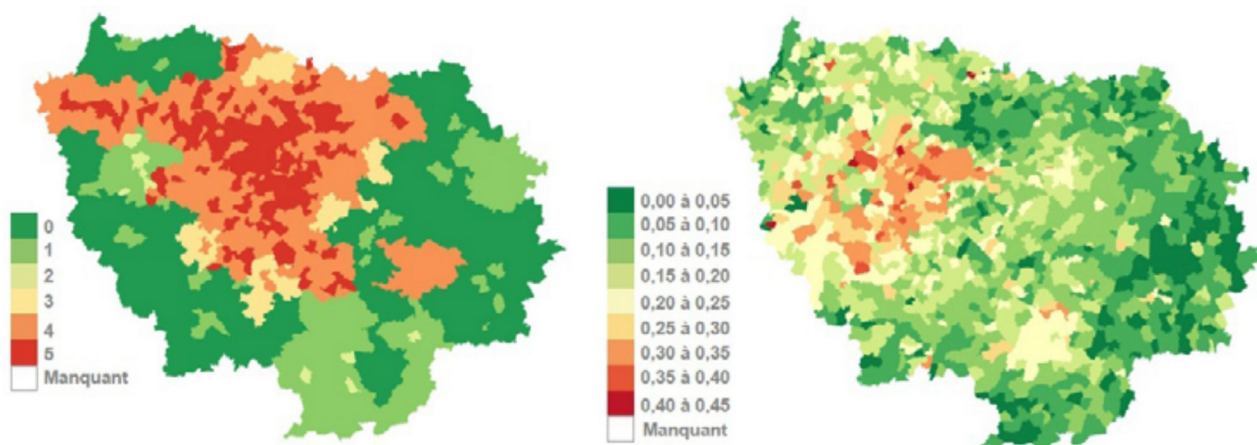 0
1
2
3
4
5
Manquant
0,00 à 0,05
0,05 à 0,10
0,10 à 0,15
0,15 à 0,20
0,20 à 0,25
0,25 à 0,30
0,30 à 0,35
0,35 à 0,40
0,40 à 0,45
Manquant